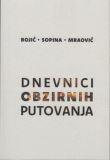 BOJIĆ · SOPINA · MRAOVIĆ
DNEVNICI
OBZIRNIH
PUTOVANJA